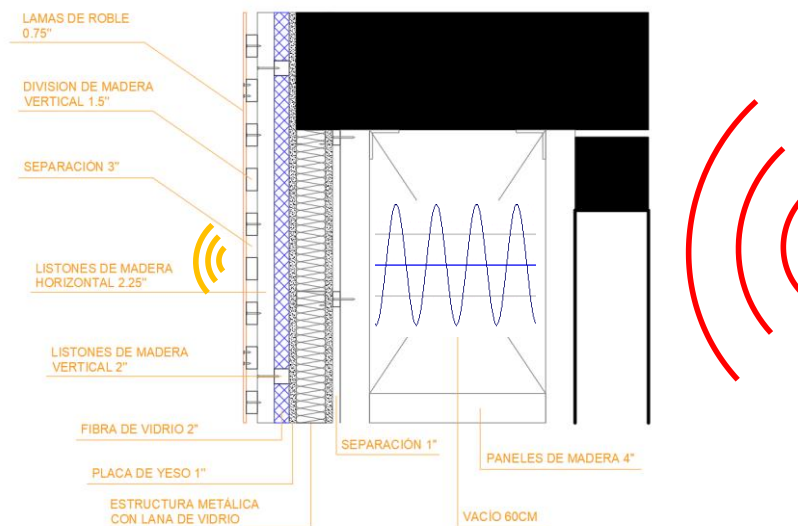 LAMAS DE ROBLE
0.75"
DIVISION DE MADERA
VERTICAL 1.5"
SEPARACIÓN 3"
LISTONES DE MADERA
HORIZONTAL 2.25"
LISTONES DE MADERA
VERTICAL 2"
FIBRA DE VIDRIO 2"
SEPARACIÓN 1"
PANELES DE MADERA 4"
PLACA DE YESO 1"
ESTRUCTURA METÁLICA
CON LANA DE VIDRIO
VACÍO 60CM